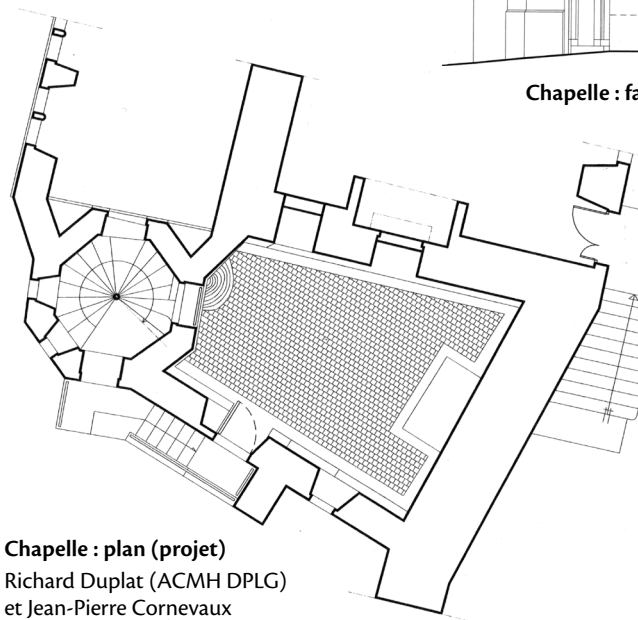 Chapelle : fa
Chapelle : plan (projet)
Richard Duplat (ACMH DPLG)
et Jean-Pierre Cornevaux